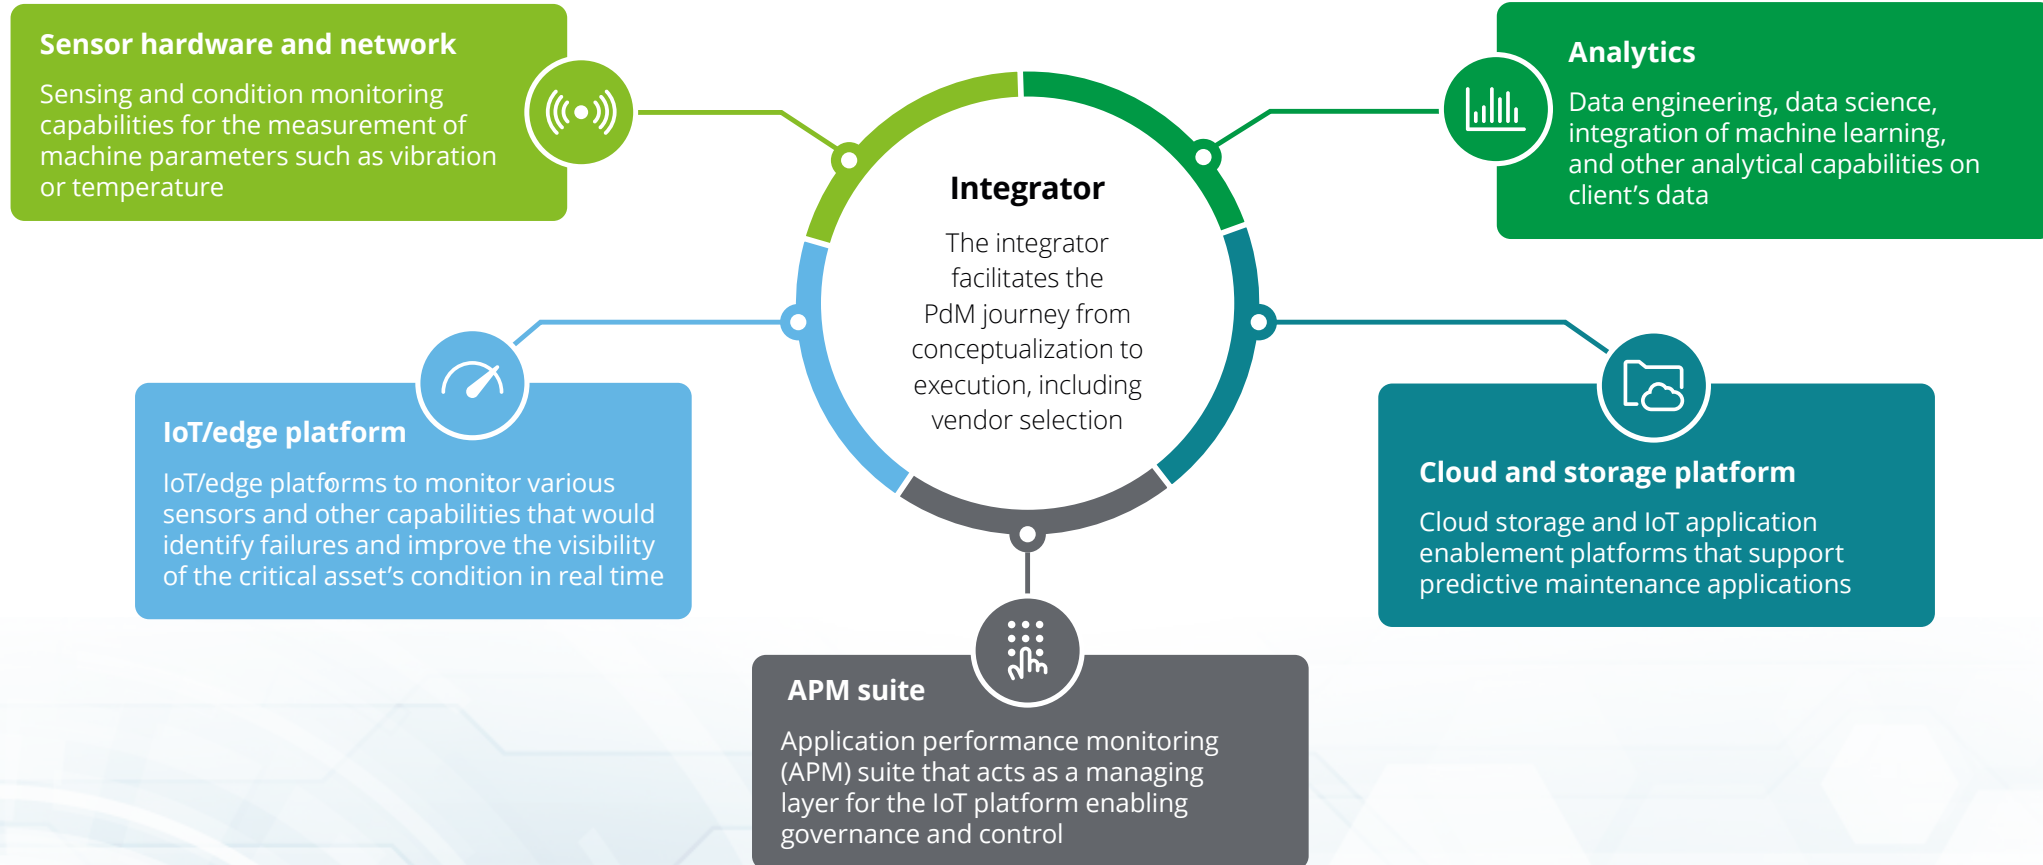 Sensor hardware and network
Sensing and condition monitoring
capabilities for the measurement of
machine parameters such as vibration
or temperature
Analytics
Data engineering, data science,
integration of machine learning,
and other analytical capabilities on
client's data
Integrator
The integrator
facilitates the
PdM journey from
conceptualization to
execution, including
vendor selection
IoT/edge platform
IoT/edge platforms to monitor various
sensors and other capabilities that would
identify failures and improve the visibility
of the critical asset's condition in real time
Cloud and storage platform
Cloud storage and IoT application
enablement platforms that support
predictive maintenance applications
APM suite
Application performance monitoring
(APM) suite that acts as a managing
layer for the IoT platform enabling
governance and control